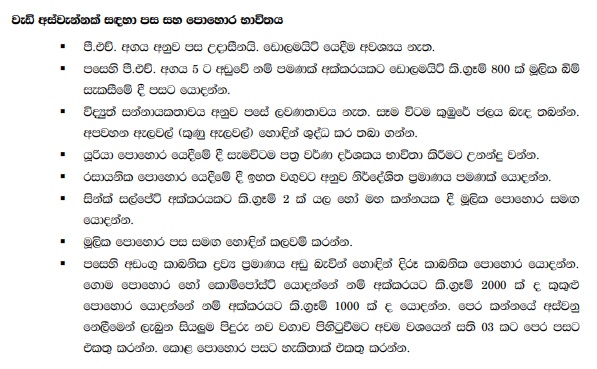 වැඩි අස්වැන්නක් සඳහා පස සහ පොහොර භාවිතය
▪ පී.එච්. අගය අනුව පස උදාසීනයි. ඩොලමයිට් යෙදීම අවශ්‍යය නැත.
▪ පසෙහි පී.එච්. අගය 5 ට අඩුවේ නම් පමණක් අක්කරයකට ඩොලමයිට් කි.ග්‍රෑම් 800 ක් මූලික බිම්
සැකසීමේ දී පසට යොදන්න.
▪ විද්‍යුත් සන්නායකතාවය අනුව පසේ ලවණතාවය නැත. සෑම විටම කුඹුරේ ජලය බැඳ තබන්න.
අපවහන ඇලවල් (කුණු ඇලවල්) හොඳින් ශුද්ධ කර තබා ගන්න.
▪ යූරියා පොහොර යෙදීමේ දී සැමවිටම පත්‍ර වර්ණ දර්ශකය භාවිතා කිරීමට උනන්දු වන්න.
▪ රසායනික පොහොර යෙදීමේ දී ඉහත වගුවට අනුව නිර්දේශිත ප්‍රමාණය පමණක් යොදන්න.
▪ සින්ක් සල්පේට් අක්කරයකට කි.ග්‍රෑම් 2 ක් යල හෝ මහ කන්නයක දී මූලික පොහොර සමඟ
යොදන්න.
▪ මූලික පොහොර පස සමඟ හොඳින් කලවම් කරන්න.
▪ පසෙහි අඩංගු කාබනික ද්‍රව්‍ය ප්‍රමාණය අඩු බැවින් හොඳින් දිරූ කාබනික පොහොර යොදන්න.
ගොම පොහොර හෝ කොම්පෝස්ට් යොදන්නේ නම් අක්කරයට කි.ග්‍රෑම් 2000 ක් ද කුකුළු
පොහොර යොදන්නේ නම් අක්කරයට කි.ග්‍රෑම් 1000 ක් ද යොදන්න. පෙර කන්නයේ අස්වනු
නෙලීමෙන් ලැබුන සියලුම පිදුරු නව වගාව පිහිටුවීමට අවම වශයෙන් සති 03 කට පෙර පසට
එකතු කරන්න. කොළ පොහොර පසට හැකිතාක් එකතු කරන්න.